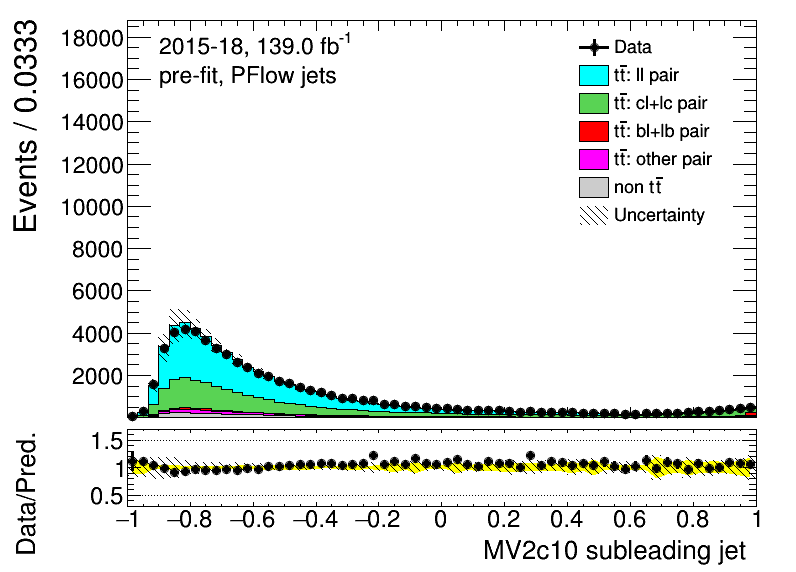 2015-18, 139.0 fb⁻¹
pre-fit, PFlow jets
Data
tt̄: ll pair
tt̄: cl+lc pair
tt̄: bl+lb pair
tt̄: other pair
non tt̄
Uncertainty
Events / 0.0333
18000
16000
14000
12000
10000
8000
6000
4000
2000
Data/Pred.
1.5
1
0.5
−1 −0.8 −0.6 −0.4 −0.2 0 0.2 0.4 0.6 0.8 1
MV2c10 subleading jet